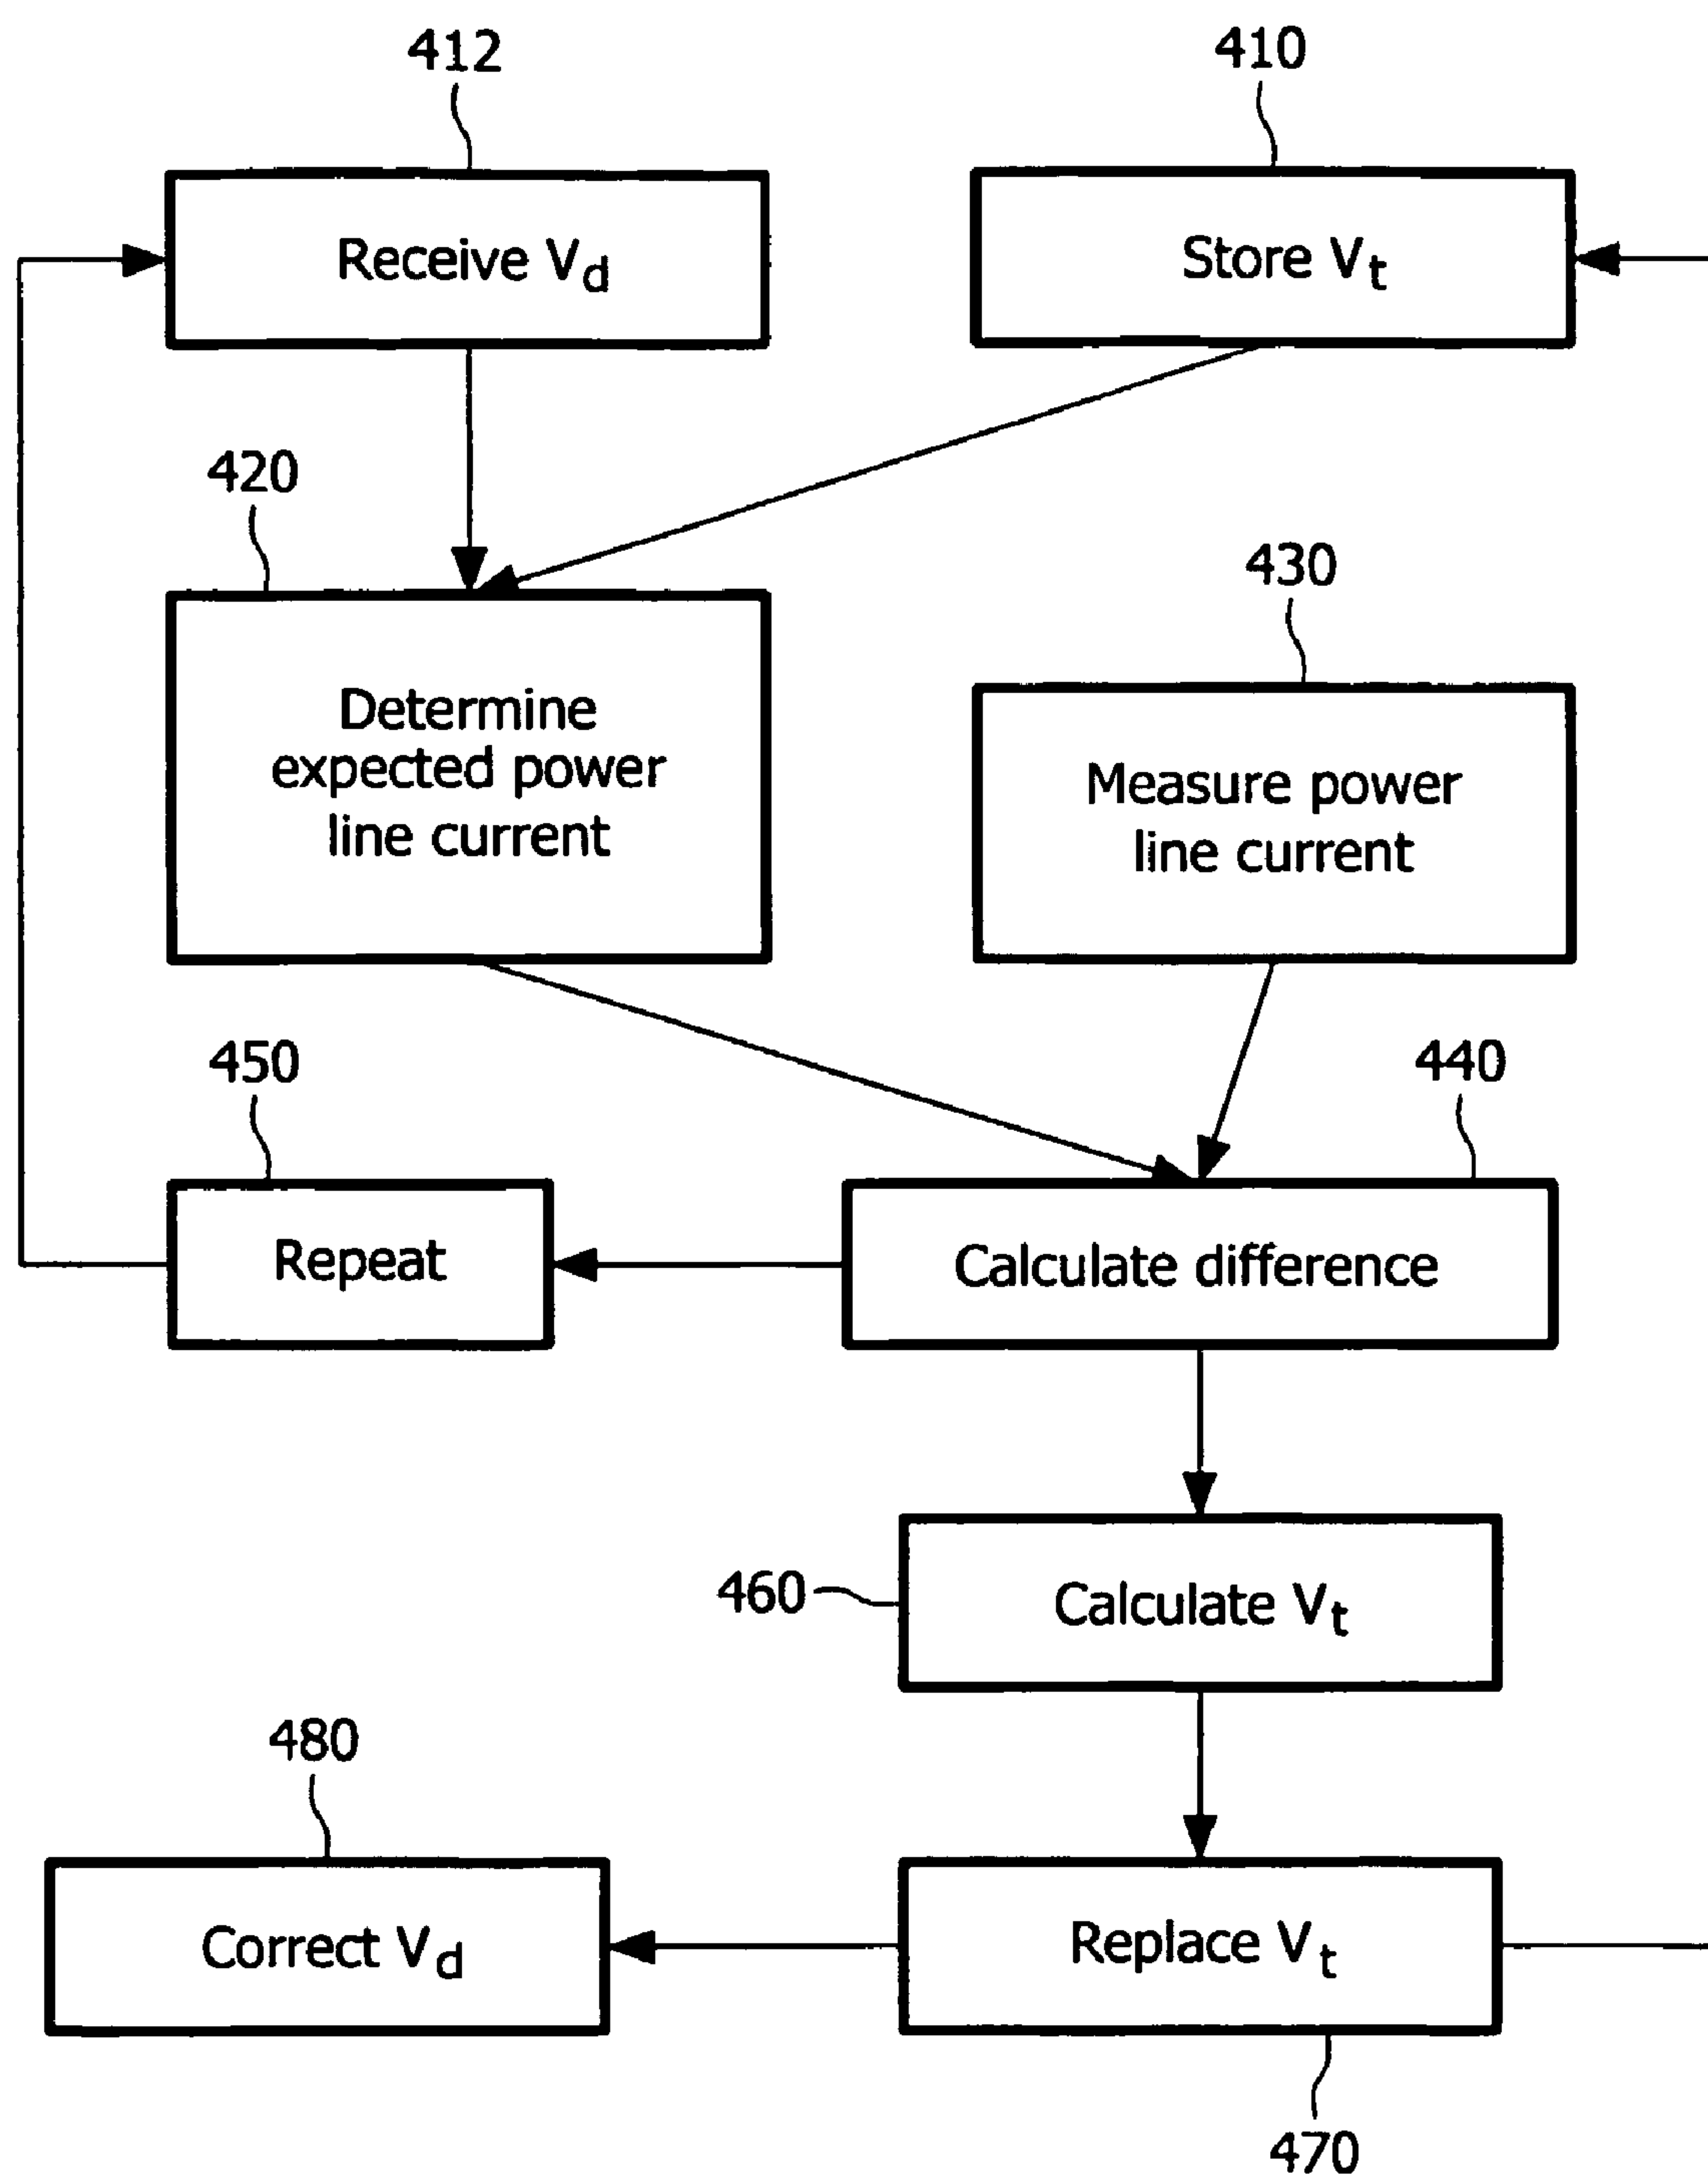 412
410
Receive Vd
Store Vt
420
430
Determine
expected power
line current
Measure power
line current
450
440
Repeat
Calculate difference
460
Calculate Vt
480
Correct Vd
Replace Vt
470